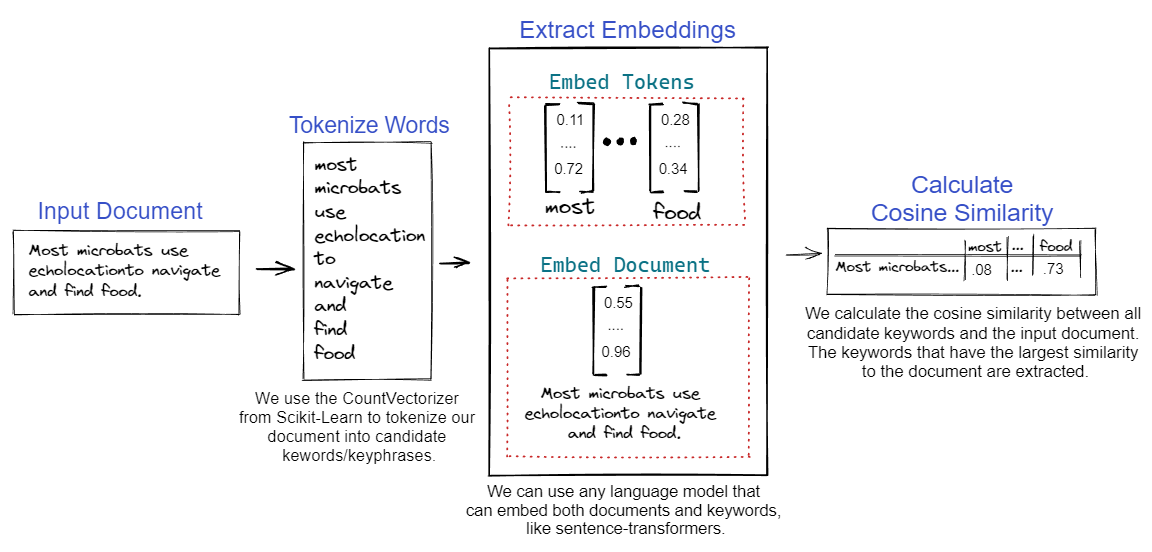 Extract Embeddings
Embed Tokens
0.11
....
0.72
most
•••
0.28
....
0.34
food
Tokenize Words
most
microbats
use
echolocation
to
navigate
and
find
food
Calculate
Cosine Similarity
Input Document
Most microbats use
echolocationto navigate
and find food.
most ... food
Most microbats... .08 ... .73
Embed Document
0.55
....
0.96
Most microbats use
echolocationto navigate
and find food.
We calculate the cosine similarity between all
candidate keywords and the input document.
The keywords that have the largest similarity
to the document are extracted.
We use the CountVectorizer
from Scikit-Learn to tokenize our
document into candidate
kewords/keyphrases.
We can use any language model that
can embed both documents and keywords,
like sentence-transformers.